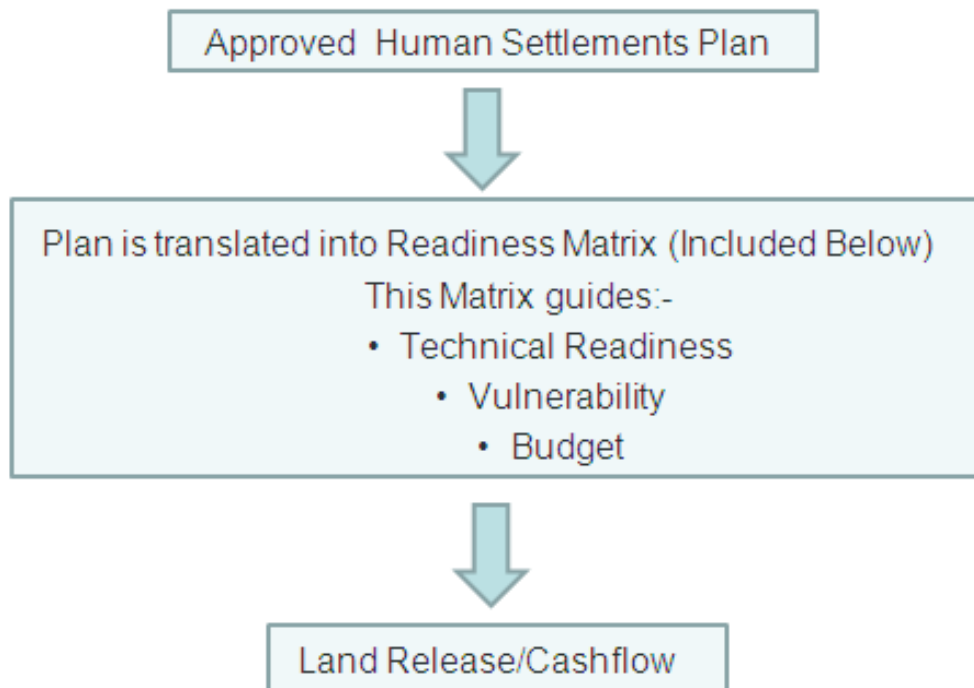 Approved Human Settlements Plan
Plan is translated into Readiness Matrix (Included Below)
This Matrix guides:-
• Technical Readiness
• Vulnerability
• Budget
Land Release/Cashflow